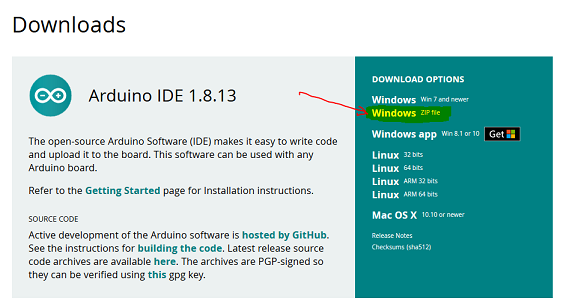 Downloads
Arduino IDE 1.8.13
The open-source Arduino Software (IDE) makes it easy to write code
and upload it to the board. This software can be used with any
Arduino board.
Refer to the Getting Started page for Installation instructions.
SOURCE CODE
Active development of the Arduino software is hosted by GitHub.
See the instructions for building the code. Latest release source
code archives are available here. The archives are PGP-signed so
they can be verified using this gpg key.
DOWNLOAD OPTIONS
Windows Win 7 and newer
Windows ZIP file
Windows app Win 8.1 or 10 Get
Linux 32 bits
Linux 64 bits
Linux ARM 32 bits
Linux ARM 64 bits
Mac OS X 10.10 or newer
Release Notes
Checksums (sha512)